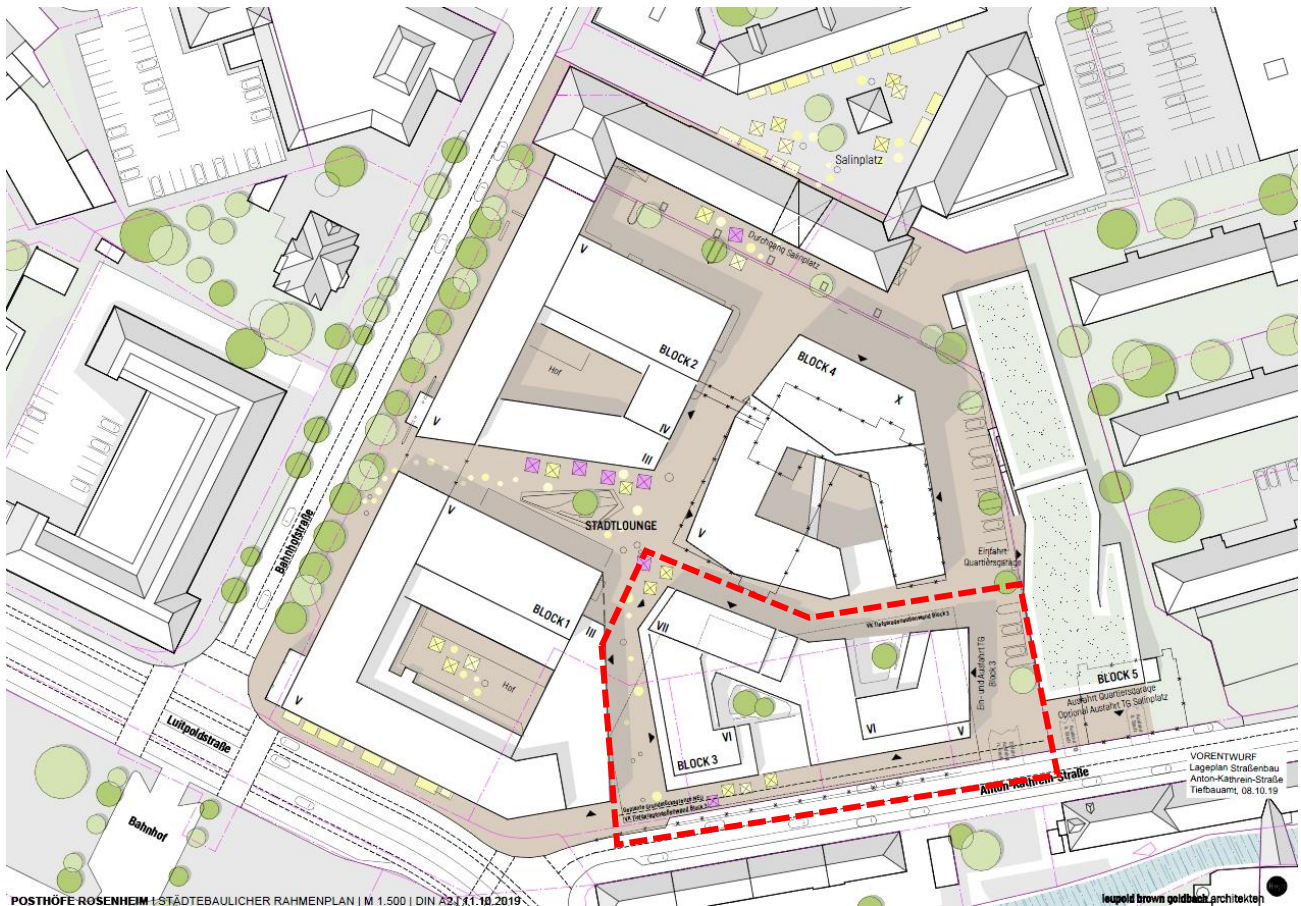 Salinplatz
Durchgang Salinplatz
V
BLOCK 2
Hof
V
IV
III
BLOCK 4
X
V
STADTLOUNGE
Bahnhofstraße
V
BLOCK 1
III
Hof
V
Einfahrt
Quartiersgarage
VII
VI
BLOCK 3
VI
V
Ein- und Ausfahrt TG
Block 3
BLOCK 5
Ausfahrt Quartiersgarage
Optional Ausfahrt TG Salinplatz
Luitpoldstraße
Anton-Kathrein-Straße
VORENTWURF
Lageplan Straßenbau
Anton-Kathrein-Straße
Tiefbauamt, 08.10.19
Bahnhof
POSTHÖFE ROSENHEIM | STÄDTEBAULICHER RAHMENPLAN | M 1.500 | DIN A2 | 11.10.2019
leupold brown goldbach architekten